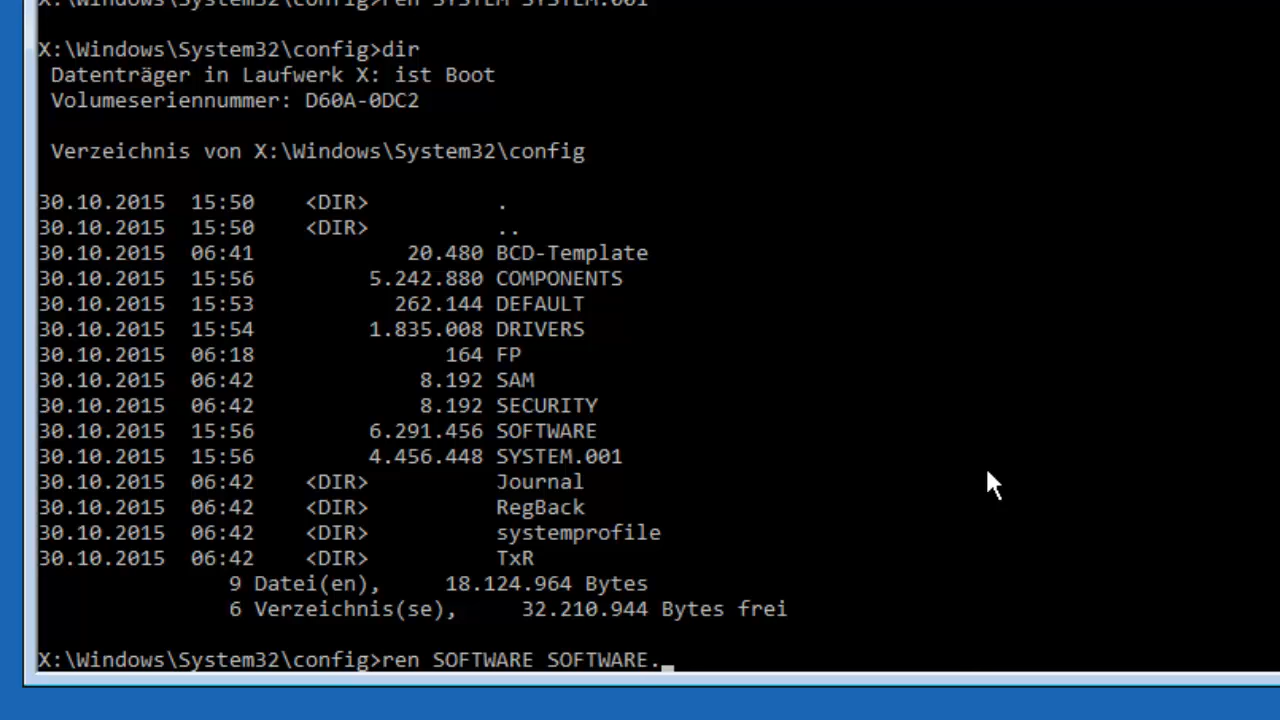 X:\Windows\System32\config>ren SYSTEM SYSTEM.001
X:\Windows\System32\config>dir
Datenträger in Laufwerk X: ist Boot
Volumeseriennummer: D60A-0DC2
Verzeichnis von X:\Windows\System32\config
30.10.2015 15:50 <DIR> .
30.10.2015 15:50 <DIR> ..
30.10.2015 06:41 20.480 BCD-Template
30.10.2015 15:56 5.242.880 COMPONENTS
30.10.2015 15:53 262.144 DEFAULT
30.10.2015 15:54 1.835.008 DRIVERS
30.10.2015 06:18 164 FP
30.10.2015 06:42 8.192 SAM
30.10.2015 06:42 8.192 SECURITY
30.10.2015 15:56 6.291.456 SOFTWARE
30.10.2015 15:56 4.456.448 SYSTEM.001
30.10.2015 06:42 <DIR> Journal
30.10.2015 06:42 <DIR> RegBack
30.10.2015 06:42 <DIR> systemprofile
30.10.2015 06:42 <DIR> TxR
9 Datei(en), 18.124.964 Bytes
6 Verzeichnis(se), 32.210.944 Bytes frei
X:\Windows\System32\config>ren SOFTWARE SOFTWARE._